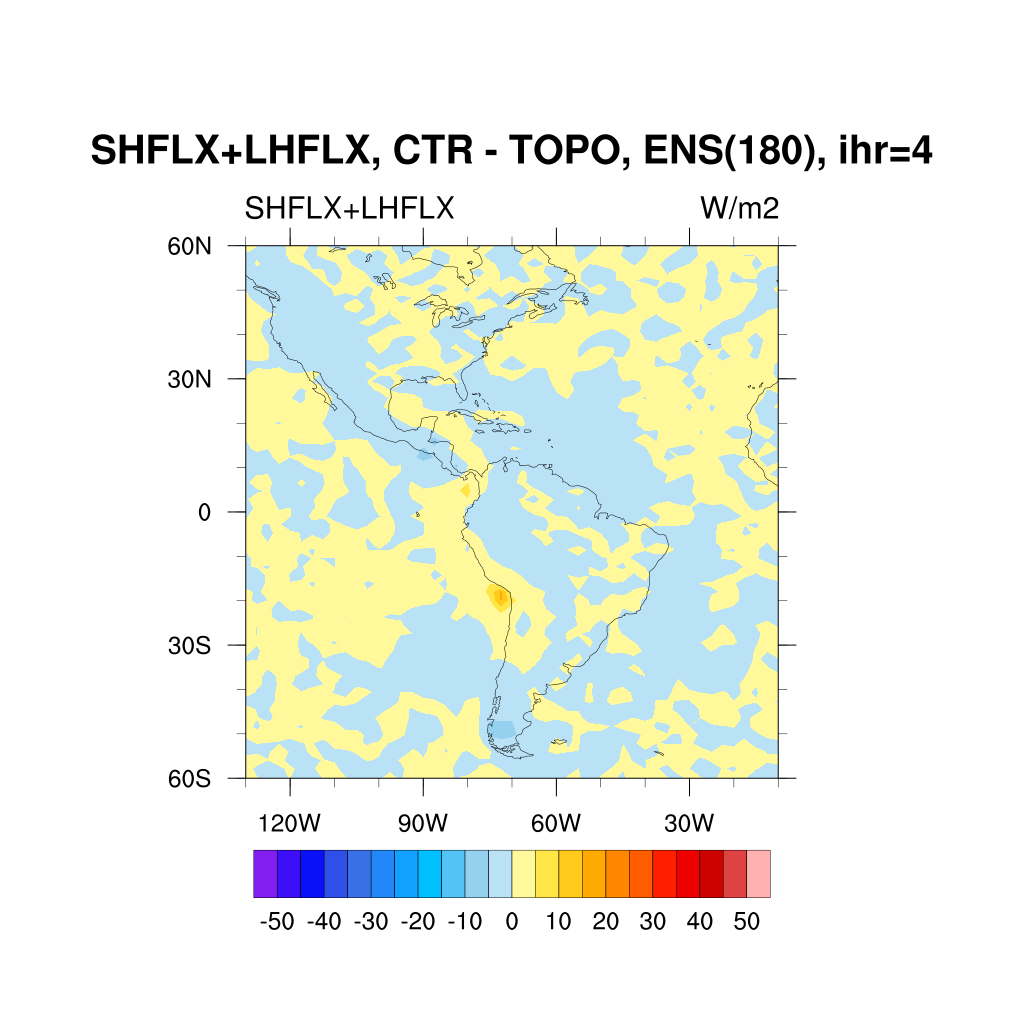 SHFLX+LHFLX, CTR - TOPO, ENS(180), ihr=4
SHFLX+LHFLX W/m2
60N
30N
0
30S
60S
120W 90W 60W 30W
-50 -40 -30 -20 -10 0 10 20 30 40 50